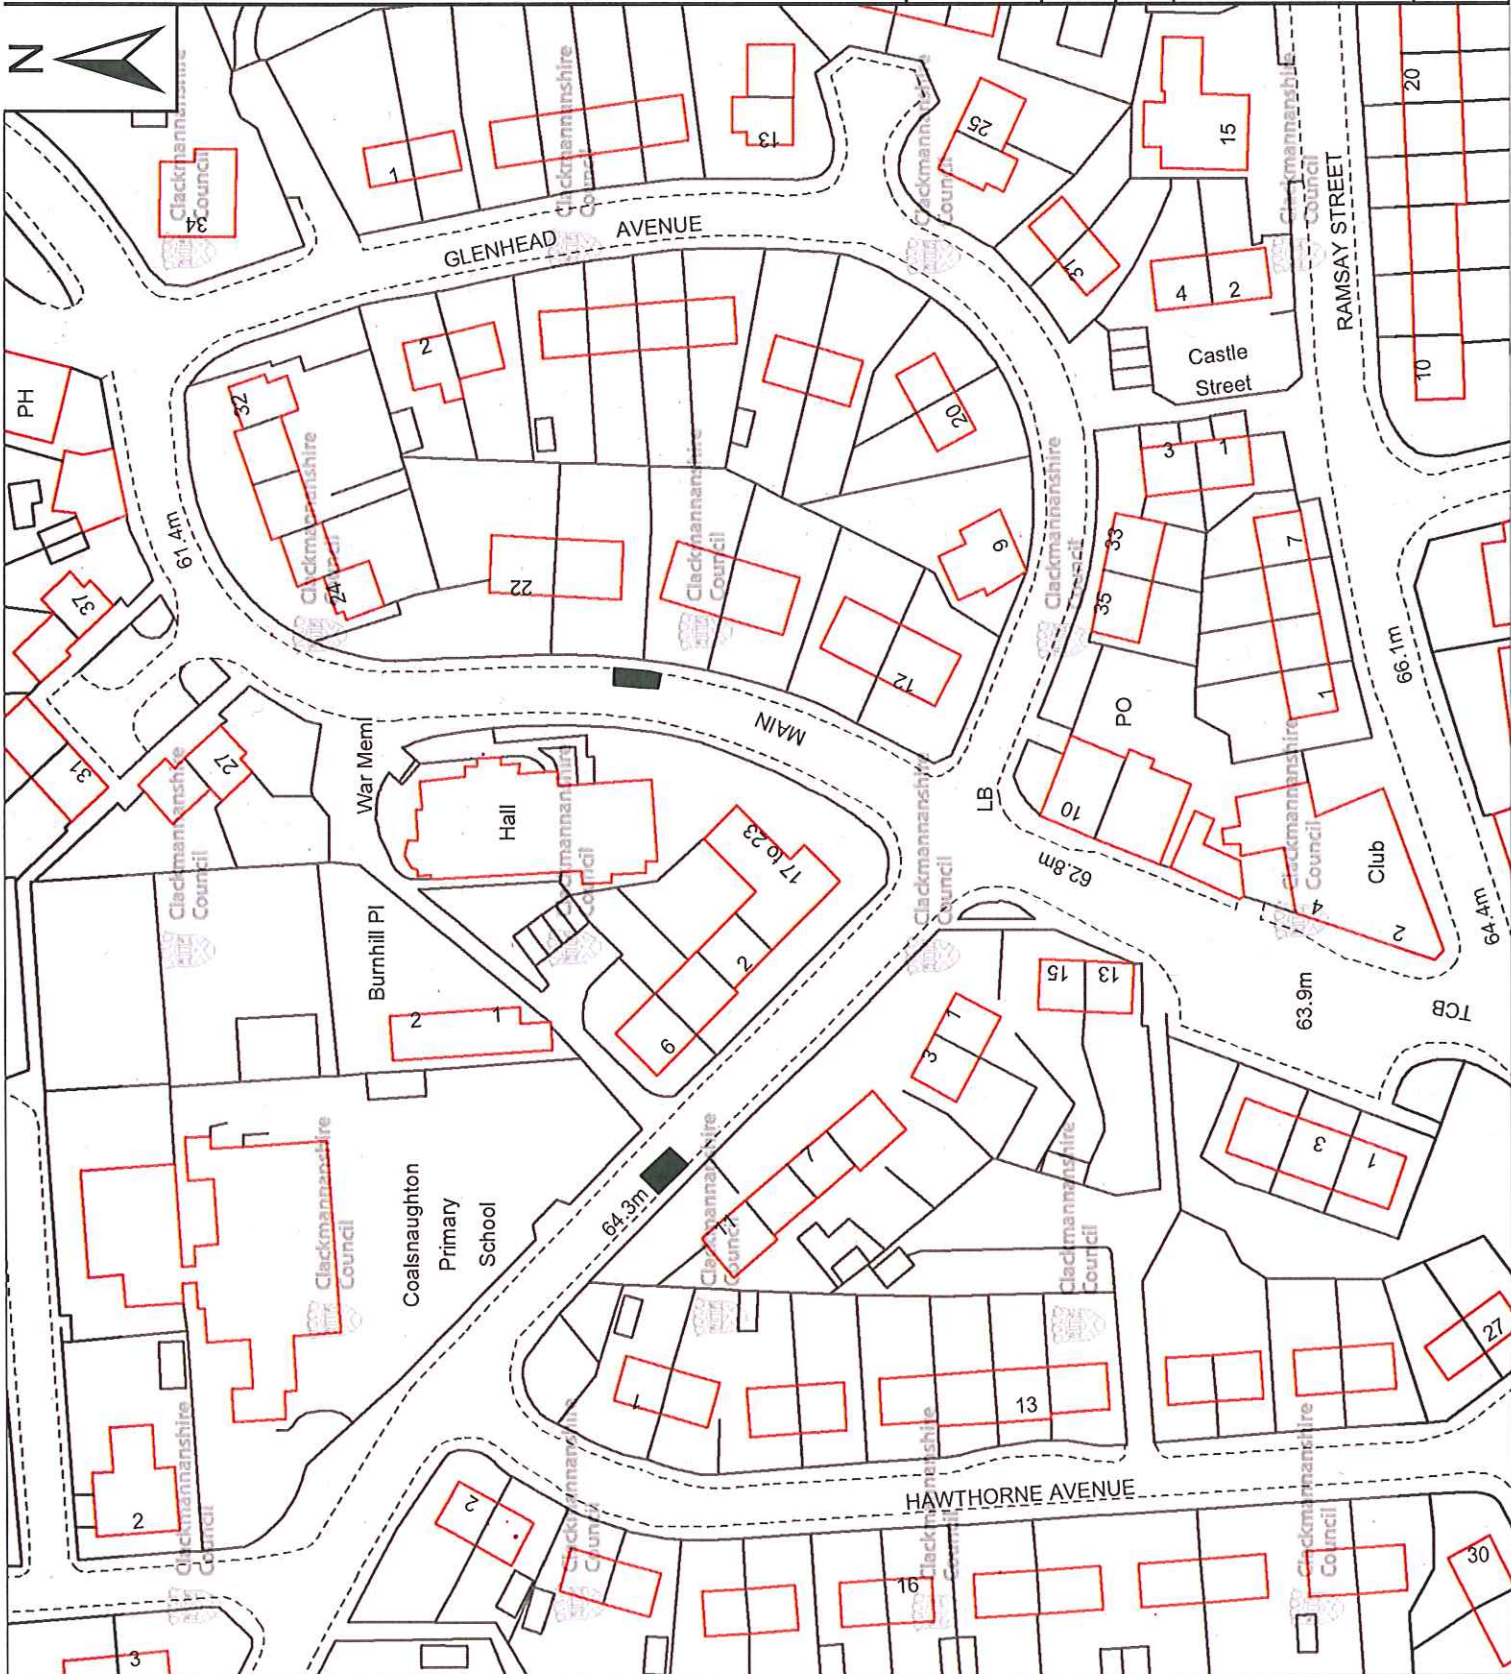 N
Clackmannanshire
Council
Clackmannanshire
Council
Clackmannanshire
Council
Clackmannanshire
Council
20
15
25
13
1
34
RAMSAY STREET
GLENHEAD
AVENUE
31
4
2
Castle
Street
10
PH
2
32
20
3
1
Clackmannanshire
Council
Clackmannanshire
Council
Clackmannanshire
Council
61.4m
9
33
7
35
22
24
37
12
1
66.1m
PO
MAIN
War Meml
27
31
Clackmannanshire
Council
Clackmannanshire
Council
Clackmannanshire
Council
Clackmannanshire
Council
Hall
LB
10
17 to 23
62.8m
Club
4
2
64.4m
Burnhill Pl
2
15
13
63.9m
TCB
2
1
1
3
6
Clackmannanshire
Council
Clackmannanshire
Council
Clackmannanshire
Council
7
3
1
64.3m
11
Coalsnaughton
Primary
School
27
1
13
Clackmannanshire
Council
Clackmannanshire
Council
Clackmannanshire
Council
Clackmannanshire
Council
HAWTHORNE AVENUE
2
2
16
30
3